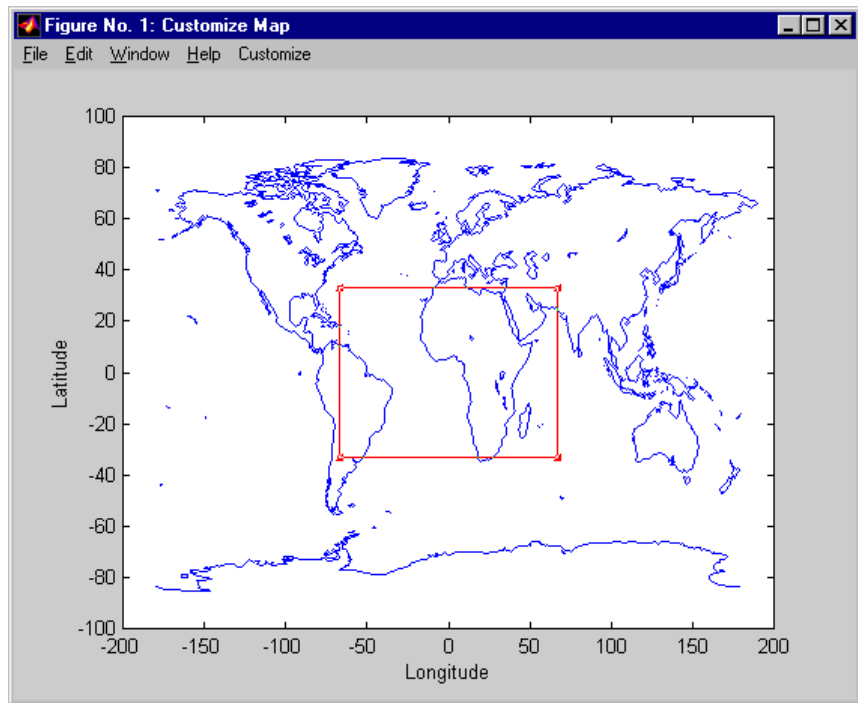 Figure No. 1: Customize Map
File Edit Window Help Customize
100
80
60
40
20
0
-20
-40
-60
-80
-100
Latitude
-200 -150 -100 -50 0 50 100 150 200
Longitude